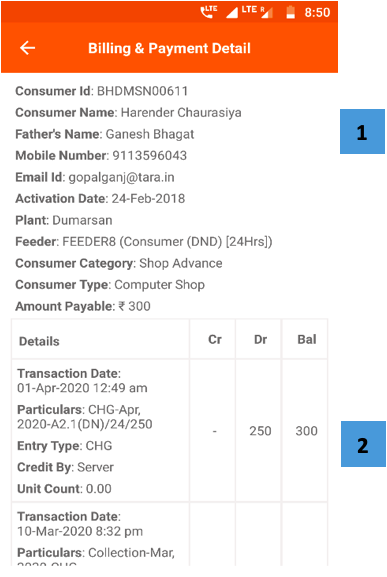 LTE LTE R 8:50
Billing & Payment Detail
Consumer Id: BHDMSN00611
Consumer Name: Harender Chaurasiya
Father's Name: Ganesh Bhagat
Mobile Number: 9113596043
Email Id: gopalganj@tara.in
Activation Date: 24-Feb-2018
Plant: Dumarsan
Feeder: FEEDER8 (Consumer (DND) [24Hrs])
Consumer Category: Shop Advance
Consumer Type: Computer Shop
Amount Payable: ₹ 300
1
Details Cr Dr Bal
Transaction Date:
01-Apr-2020 12:49 am
Particulars: CHG-Apr,
2020-A2.1(DN)/24/250
Entry Type: CHG
Credit By: Server
Unit Count: 0.00
- 250 300
2
Transaction Date:
10-Mar-2020 8:32 pm
Particulars: Collection-Mar,
2020-CHG